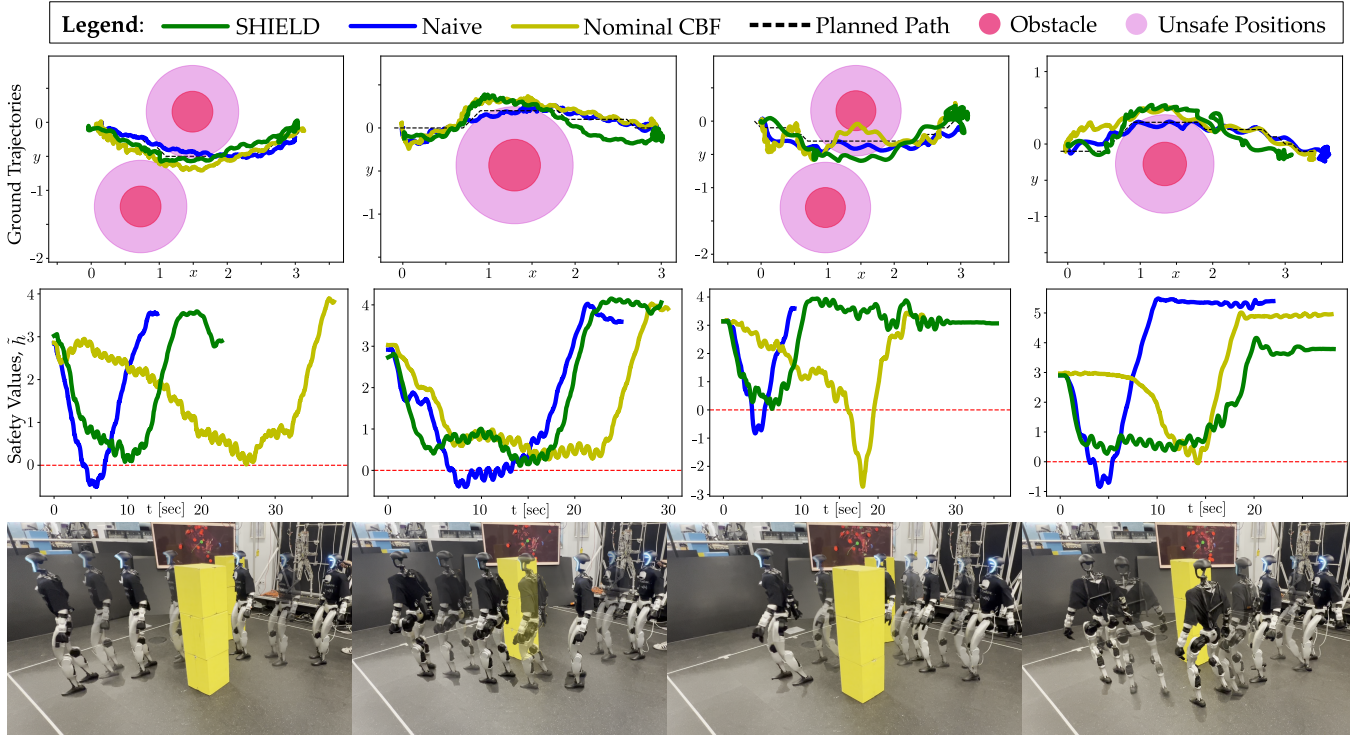 Legend: SHIELD Naive Nominal CBF Planned Path Obstacle Unsafe Positions
Ground Trajectories
0
y
-1
-2
0 1 x 2 3
0
y
-1
0 1 x 2 3
0
y
-1
-2
0 1 x 2 3
1
0
y
-1
0 1 x 2 3
Safety Values, h̃
4
3
2
1
0
0 10 t [sec] 20 30
4
3
2
1
0
0 10 t [sec] 20 30
4
3
2
1
0
-1
-2
-3
0 10 t [sec] 20 30
5
4
3
2
1
0
-1
0 10 t [sec] 20